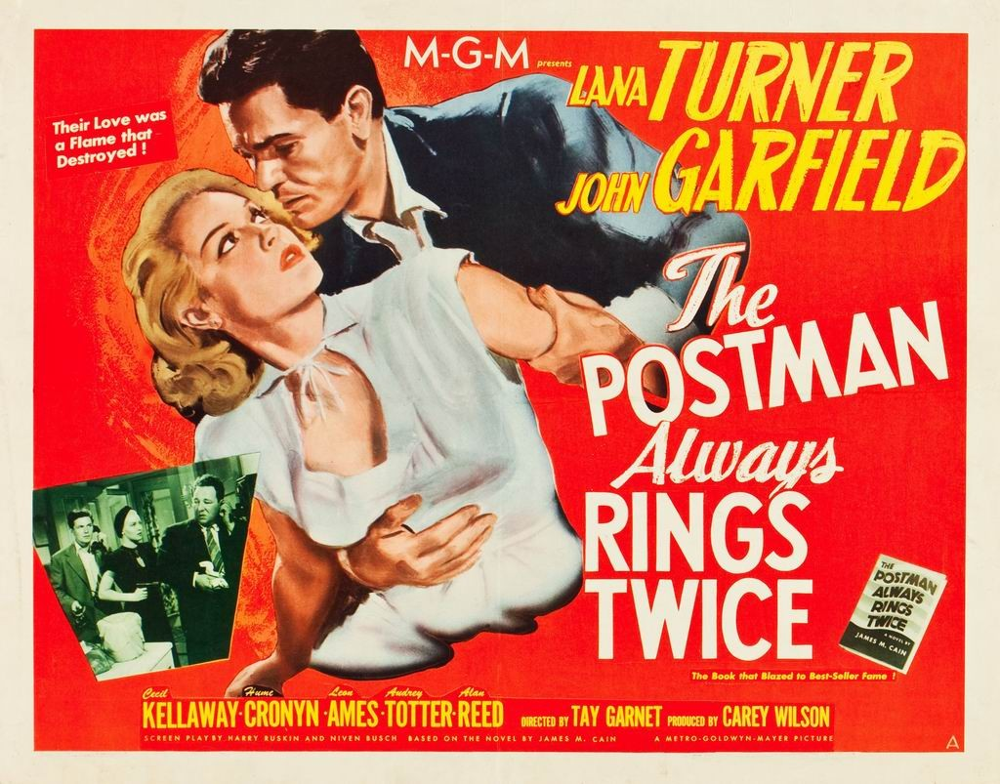 M-G-M presents
LANA TURNER
JOHN GARFIELD
Their Love was
a Flame that
Destroyed !
The
POSTMAN
Always
RINGS
TWICE
THE
POSTMAN
ALWAYS
RINGS
TWICE
A NOVEL BY
JAMES M. CAIN
The Book that Blazed to Best-Seller Fame !
Cecil KELLAWAY · Hume CRONYN · Leon AMES · Audrey TOTTER · Alan REED
DIRECTED BY TAY GARNET PRODUCED BY CAREY WILSON
SCREEN PLAY BY HARRY RUSKIN AND NIVEN BUSCH BASED ON THE NOVEL BY JAMES M. CAIN A METRO-GOLDWYN-MAYER PICTURE
A